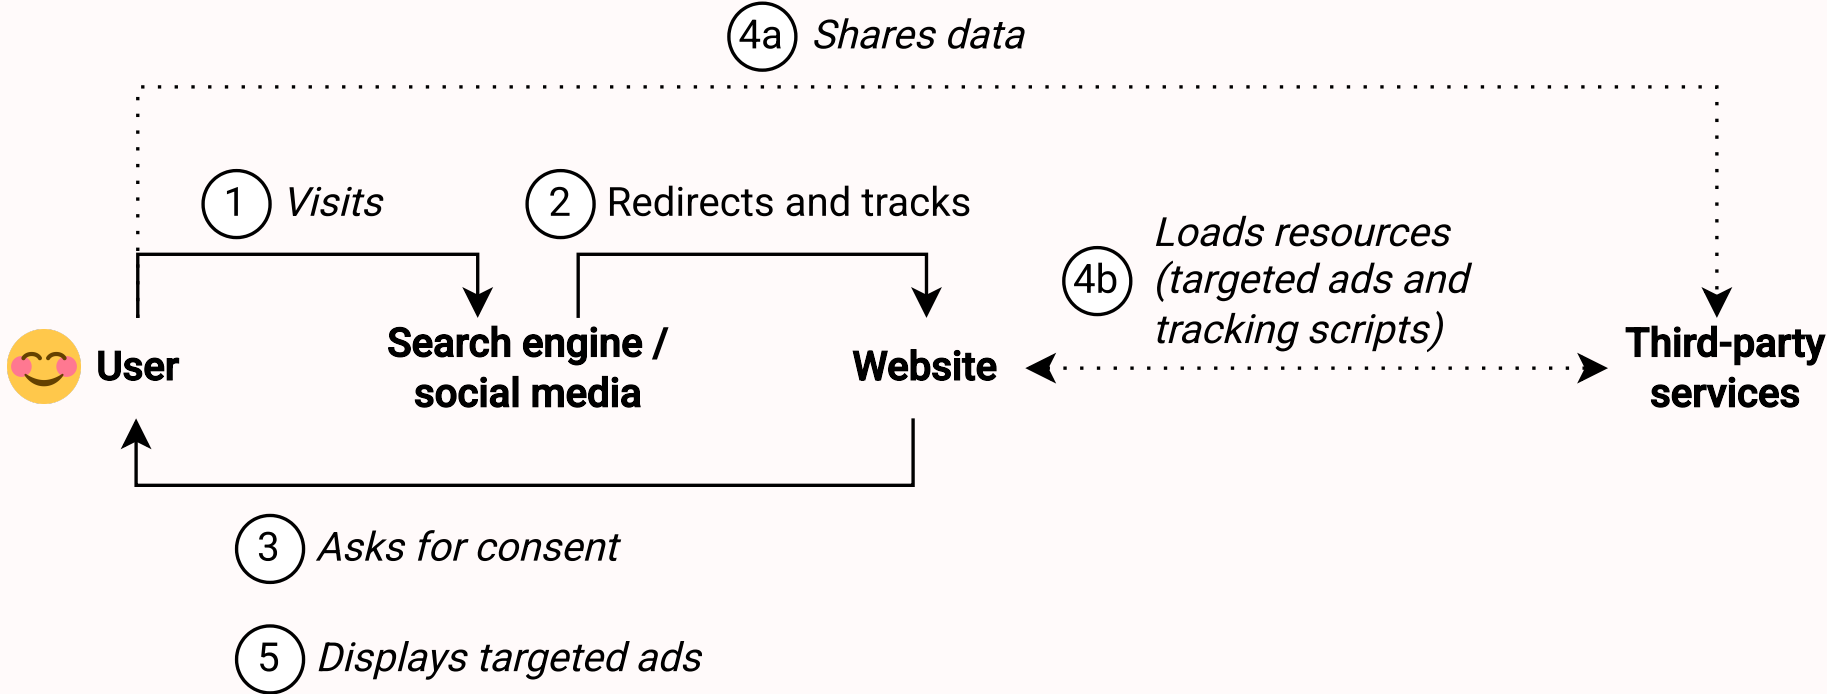 4a Shares data
1 Visits
2 Redirects and tracks
4b Loads resources
(targeted ads and
tracking scripts)
User
Search engine /
social media
Website
Third-party
services
3 Asks for consent
5 Displays targeted ads